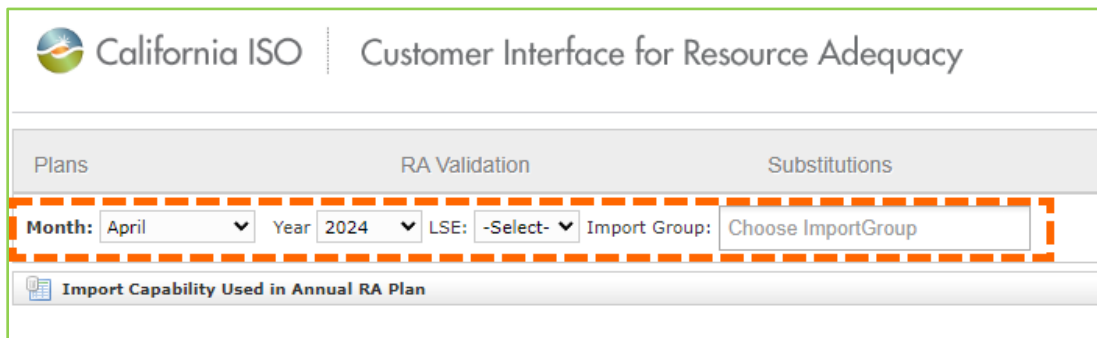 California ISO Customer Interface for Resource Adequacy
Plans RA Validation Substitutions
Month: April Year 2024 LSE: -Select- Import Group: Choose ImportGroup
Import Capability Used in Annual RA Plan